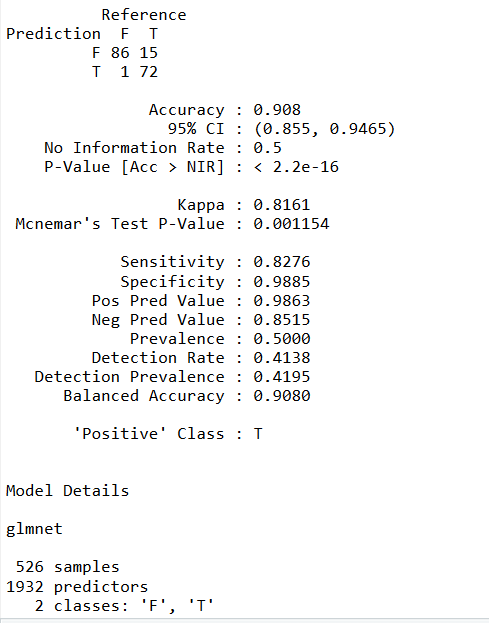 Reference
Prediction F T
F 86 15
T 1 72
Accuracy : 0.908
95% CI : (0.855, 0.9465)
No Information Rate : 0.5
P-Value [Acc > NIR] : < 2.2e-16
Kappa : 0.8161
Mcnemar's Test P-Value : 0.001154
Sensitivity : 0.8276
Specificity : 0.9885
Pos Pred Value : 0.9863
Neg Pred Value : 0.8515
Prevalence : 0.5000
Detection Rate : 0.4138
Detection Prevalence : 0.4195
Balanced Accuracy : 0.9080
'Positive' Class : T
Model Details
glmnet
526 samples
1932 predictors
2 classes: 'F', 'T'